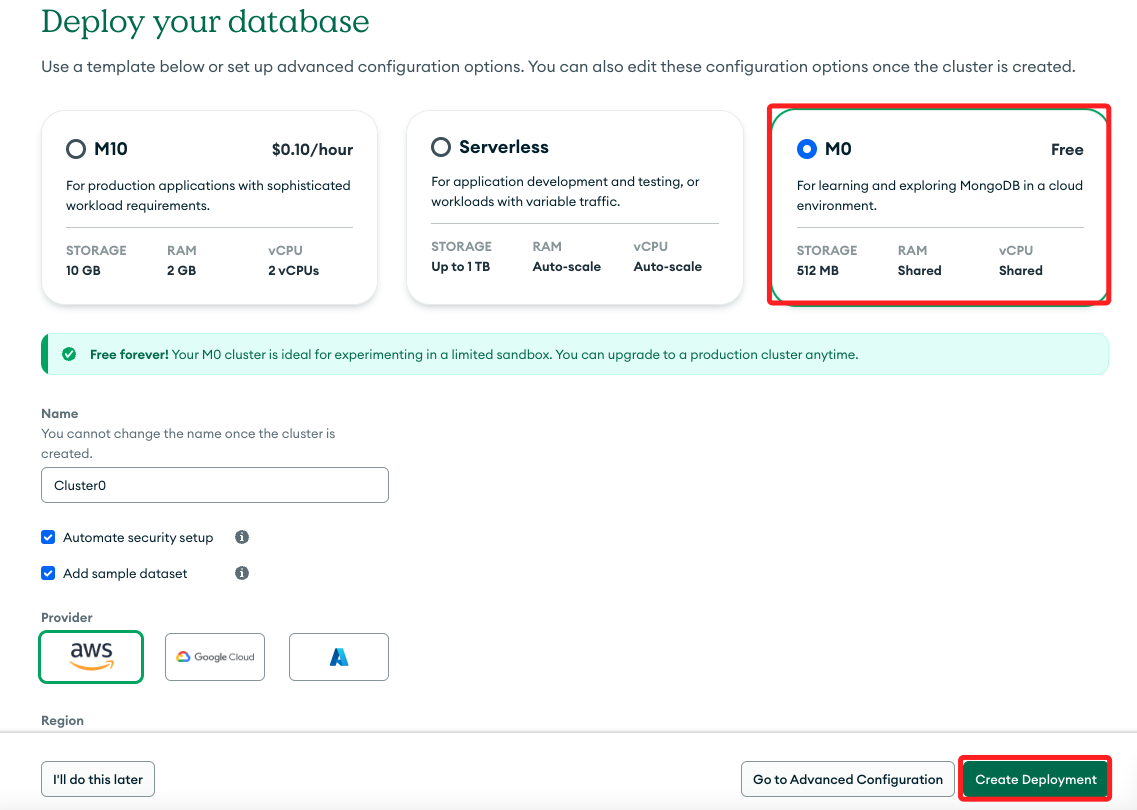 Deploy your database
Use a template below or set up advanced configuration options. You can also edit these configuration options once the cluster is created.
M10 $0.10/hour
For production applications with sophisticated
workload requirements.
STORAGE RAM vCPU
10 GB 2 GB 2 vCPUs
Serverless
For application development and testing, or
workloads with variable traffic.
STORAGE RAM vCPU
Up to 1 TB Auto-scale Auto-scale
M0 Free
For learning and exploring MongoDB in a cloud
environment.
STORAGE RAM vCPU
512 MB Shared Shared
Free forever! Your M0 cluster is ideal for experimenting in a limited sandbox. You can upgrade to a production cluster anytime.
Name
You cannot change the name once the cluster is
created.
Cluster0
Automate security setup
Add sample dataset
Provider
aws Google Cloud
Region
I'll do this later Go to Advanced Configuration Create Deployment